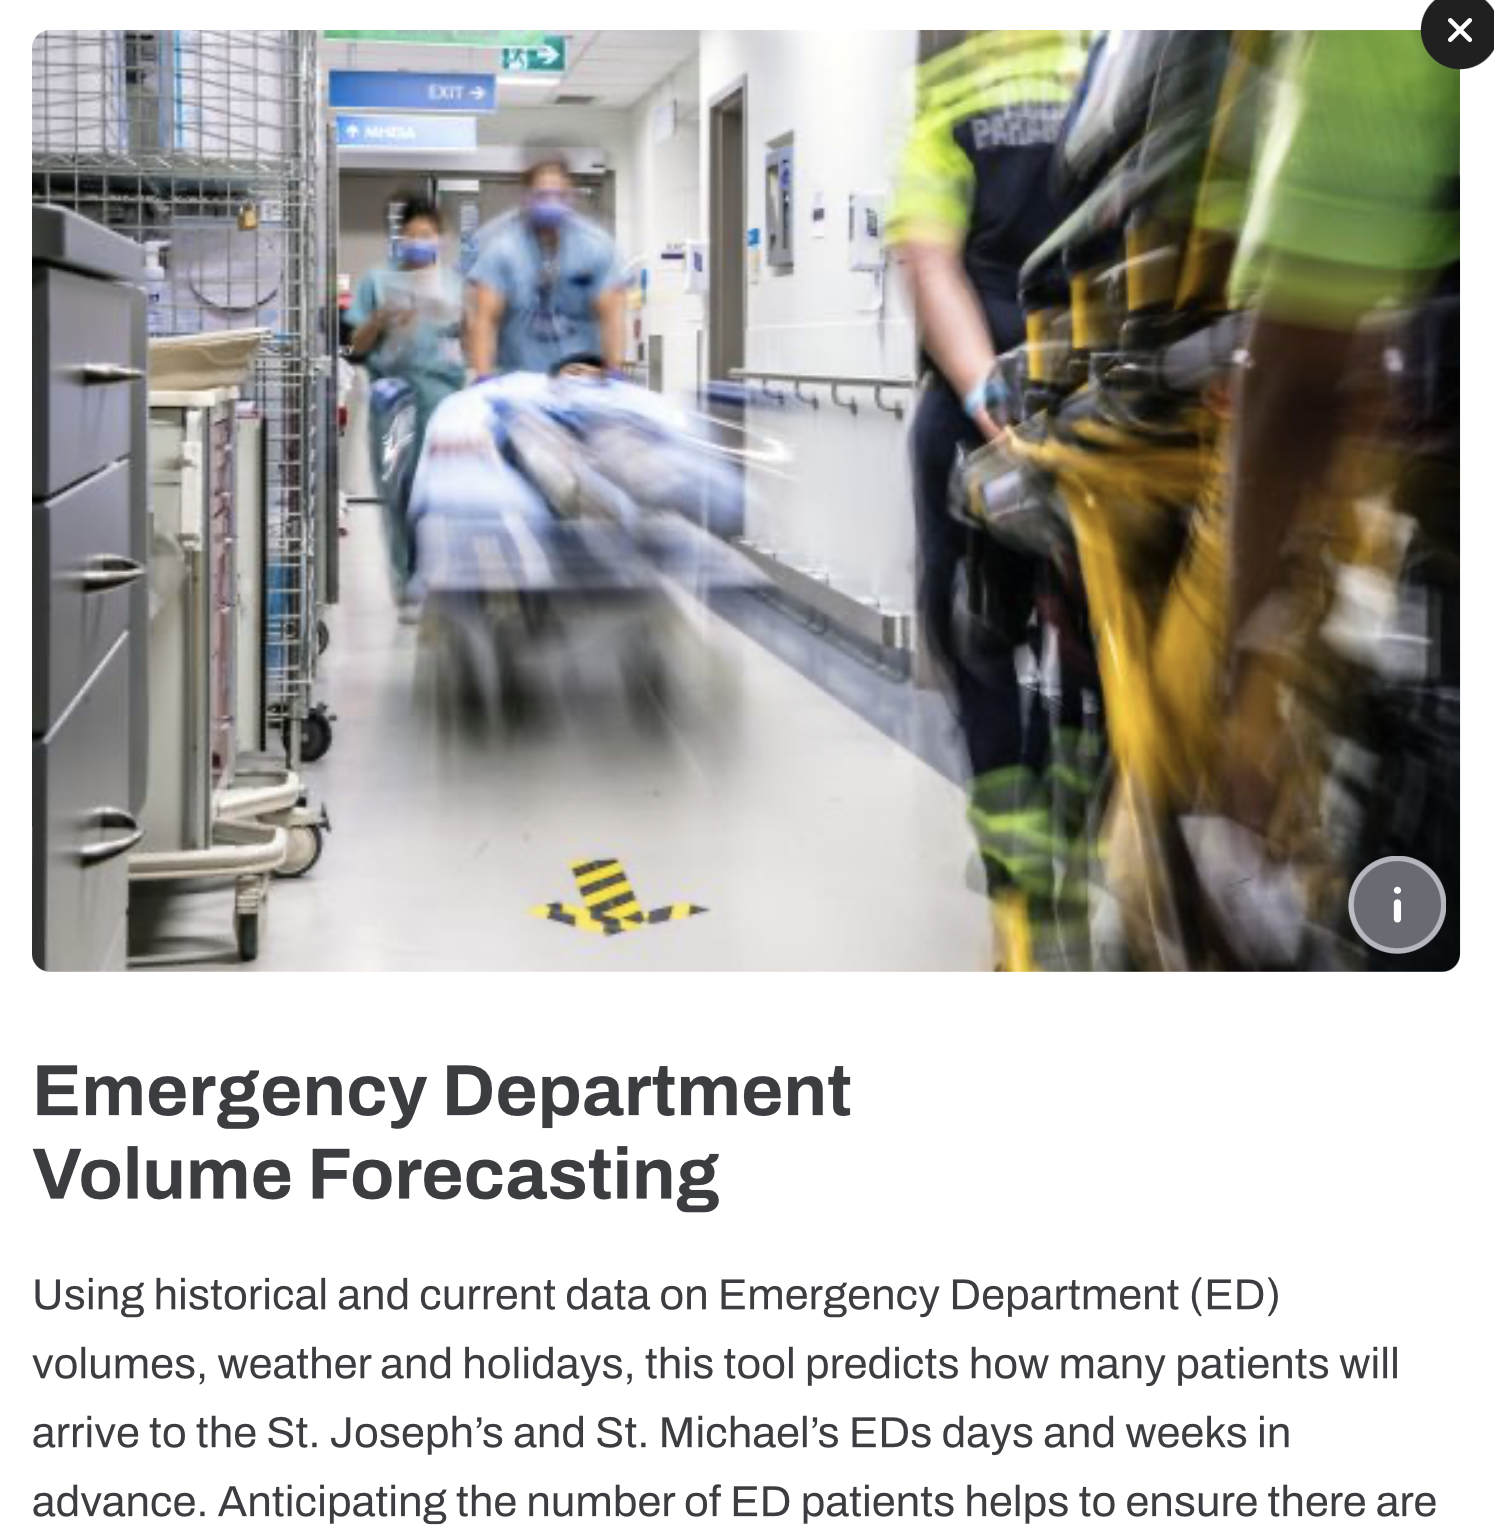 EXIT →
↑ MHESA
Emergency Department
Volume Forecasting
Using historical and current data on Emergency Department (ED)
volumes, weather and holidays, this tool predicts how many patients will
arrive to the St. Joseph’s and St. Michael’s EDs days and weeks in
advance. Anticipating the number of ED patients helps to ensure there are